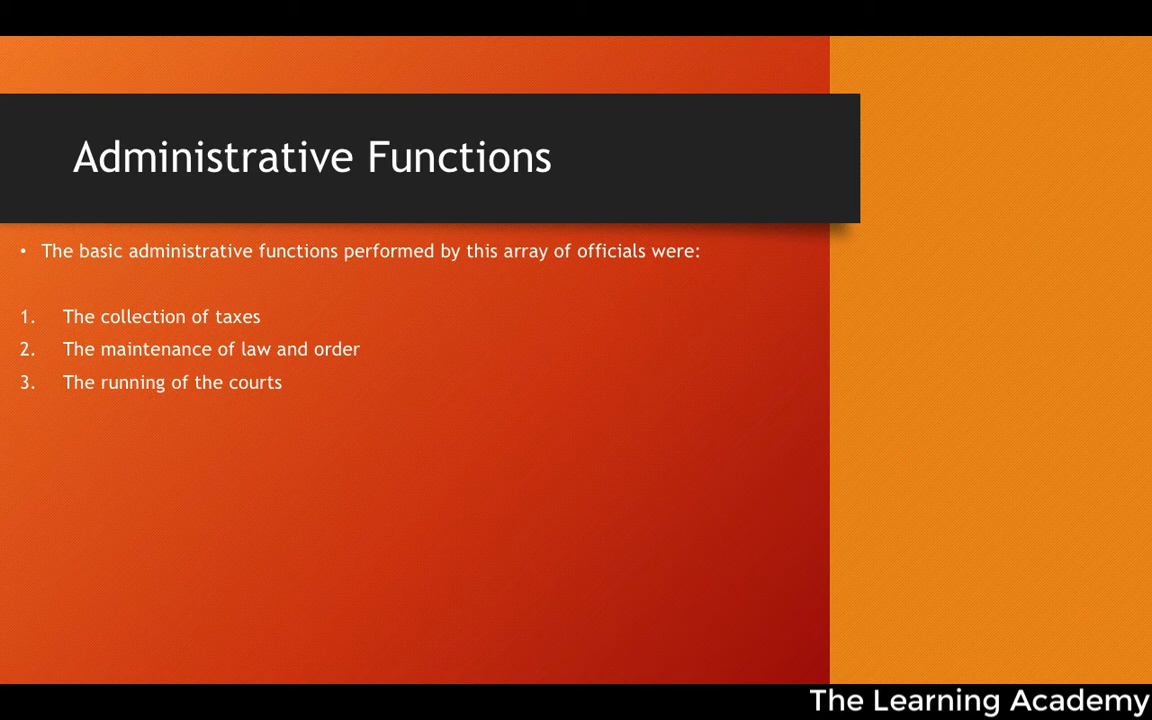 Administrative Functions
• The basic administrative functions performed by this array of officials were:
1. The collection of taxes
2. The maintenance of law and order
3. The running of the courts
The Learning Academy